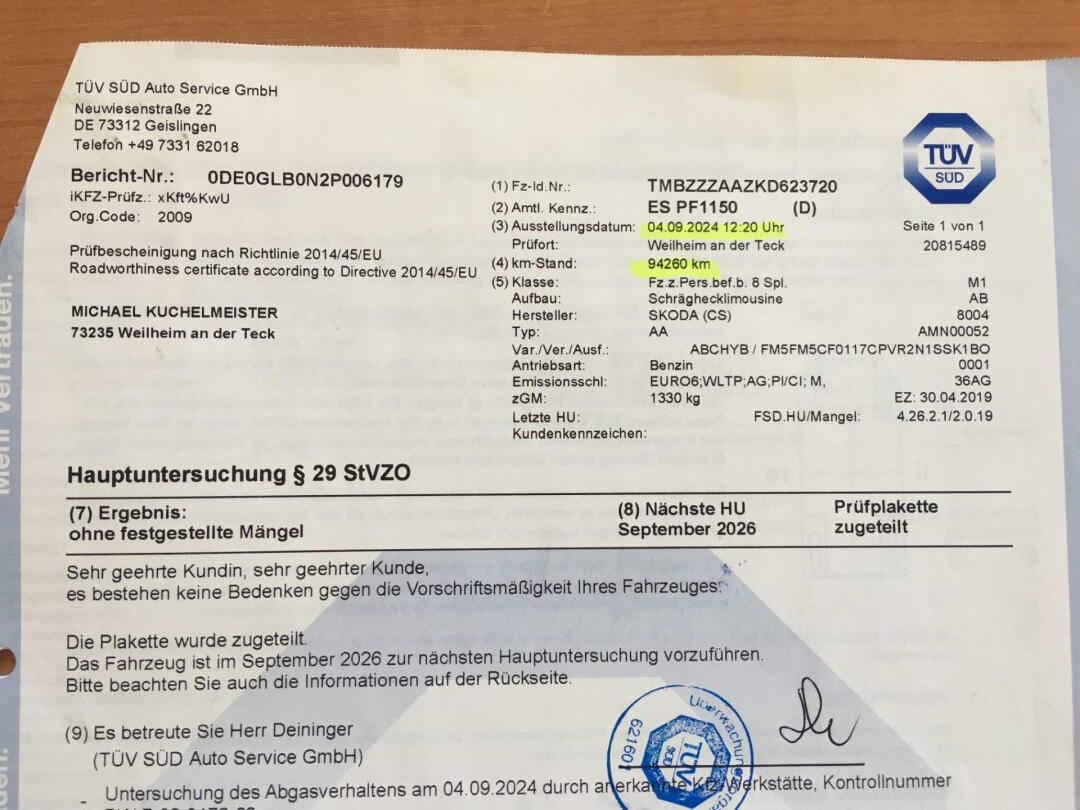 TÜV SÜD Auto Service GmbH
Neuwiesenstraße 22
DE 73312 Geislingen
Telefon +49 7331 62018
Bericht-Nr.: 0DE0GLB0N2P006179
iKFZ-Prüfz.: xKft%KwU
Org.Code: 2009
Prüfbescheinigung nach Richtlinie 2014/45/EU
Roadworthiness certificate according to Directive 2014/45/EU
MICHAEL KUCHELMEISTER
73235 Weilheim an der Teck
TÜV
SÜD
(1) Fz-Id.Nr.: TMBZZZAAZKD623720
(2) Amtl. Kennz.: ES PF1150 (D)
(3) Ausstellungsdatum: 04.09.2024 12:20 Uhr Seite 1 von 1
Prüfort: Weilheim an der Teck 20815489
(4) km-Stand: 94260 km
(5) Klasse: Fz.z.Pers.bef.b. 8 Spl. M1
Aufbau: Schräghecklimousine AB
Hersteller: SKODA (CS) 8004
Typ: AA AMN00052
Var./Ver./Ausf.: ABCHYB / FM5FM5CF0117CPVR2N1SSK1BO
Antriebsart: Benzin 0001
Emissionsschl: EURO6;WLTP;AG;PI/CI; M, 36AG
zGM: 1330 kg EZ: 30.04.2019
Letzte HU: FSD.HU/Mangel: 4.26.2.1/2.0.19
Kundenkennzeichen:
Mehr Vertrauen.
Hauptuntersuchung § 29 StVZO
(7) Ergebnis: (8) Nächste HU Prüfplakette
ohne festgestellte Mängel September 2026 zugeteilt
Sehr geehrte Kundin, sehr geehrter Kunde,
es bestehen keine Bedenken gegen die Vorschriftsmäßigkeit Ihres Fahrzeuges.
Die Plakette wurde zugeteilt.
Das Fahrzeug ist im September 2026 zur nächsten Hauptuntersuchung vorzuführen.
Bitte beachten Sie auch die Informationen auf der Rückseite.
(9) Es betreute Sie Herr Deininger
(TÜV SÜD Auto Service GmbH)
621601
TÜV
SÜD
- Untersuchung des Abgasverhaltens am 04.09.2024 durch anerkannte Kfz-Werkstätte, Kontrollnummer